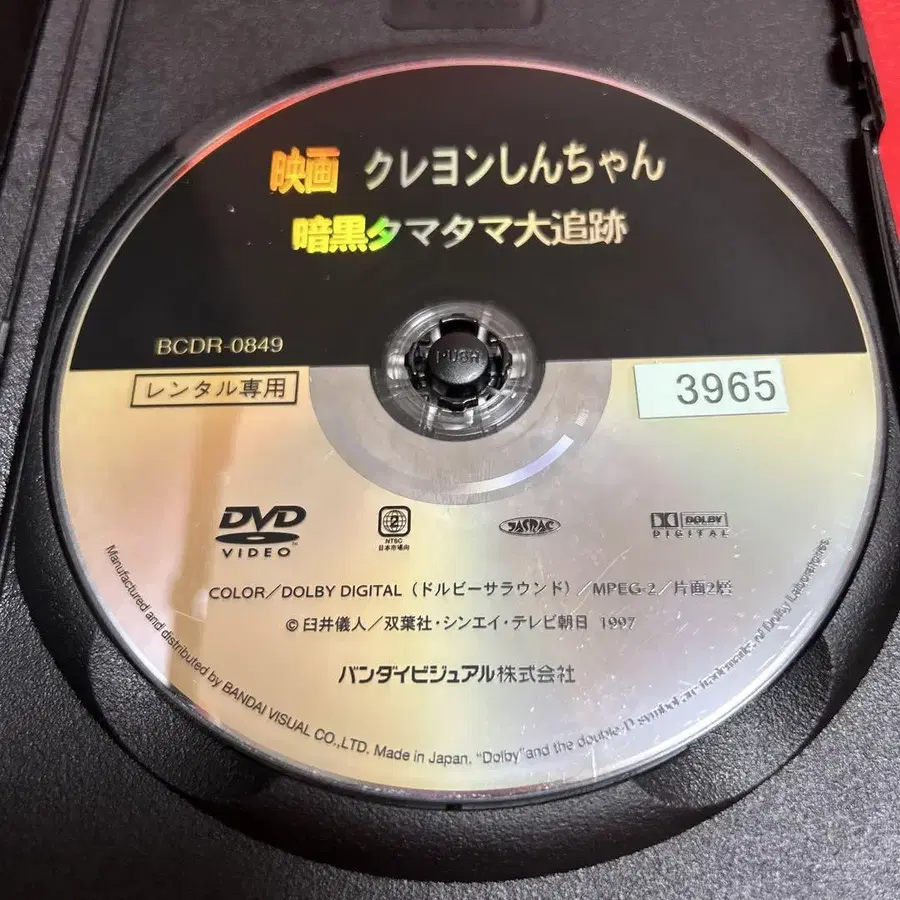 映画 クレヨンしんちゃん
暗黒タマタマ大追跡
BCDR-0849
PUSH
レンタル専用
3965
DVD
VIDEO
2
NTSC
日本市場向
JASRAC
DOLBY
DIGITAL
COLOR/DOLBY DIGITAL(ドルビーサラウンド)/MPEG-2/片面2層
©臼井儀人/双葉社・シンエイ・テレビ朝日 1997
バンダイビジュアル株式会社
Manufactured and distributed by BANDAI VISUAL CO.,LTD. Made in Japan. "Dolby" and the double-D symbol are trademarks of Dolby Laboratories.